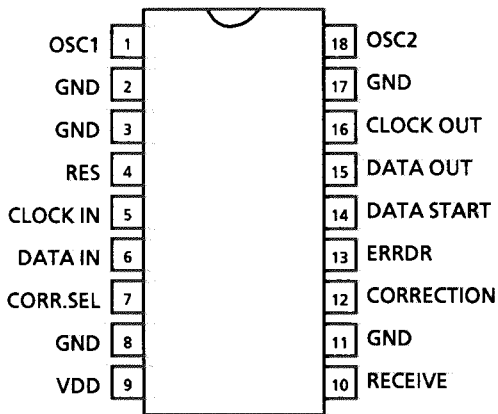 OSC1 1 18 OSC2
GND 2 17 GND
GND 3 16 CLOCK OUT
RES 4 15 DATA OUT
CLOCK IN 5 14 DATA START
DATA IN 6 13 ERRDR
CORR.SEL 7 12 CORRECTION
GND 8 11 GND
VDD 9 10 RECEIVE